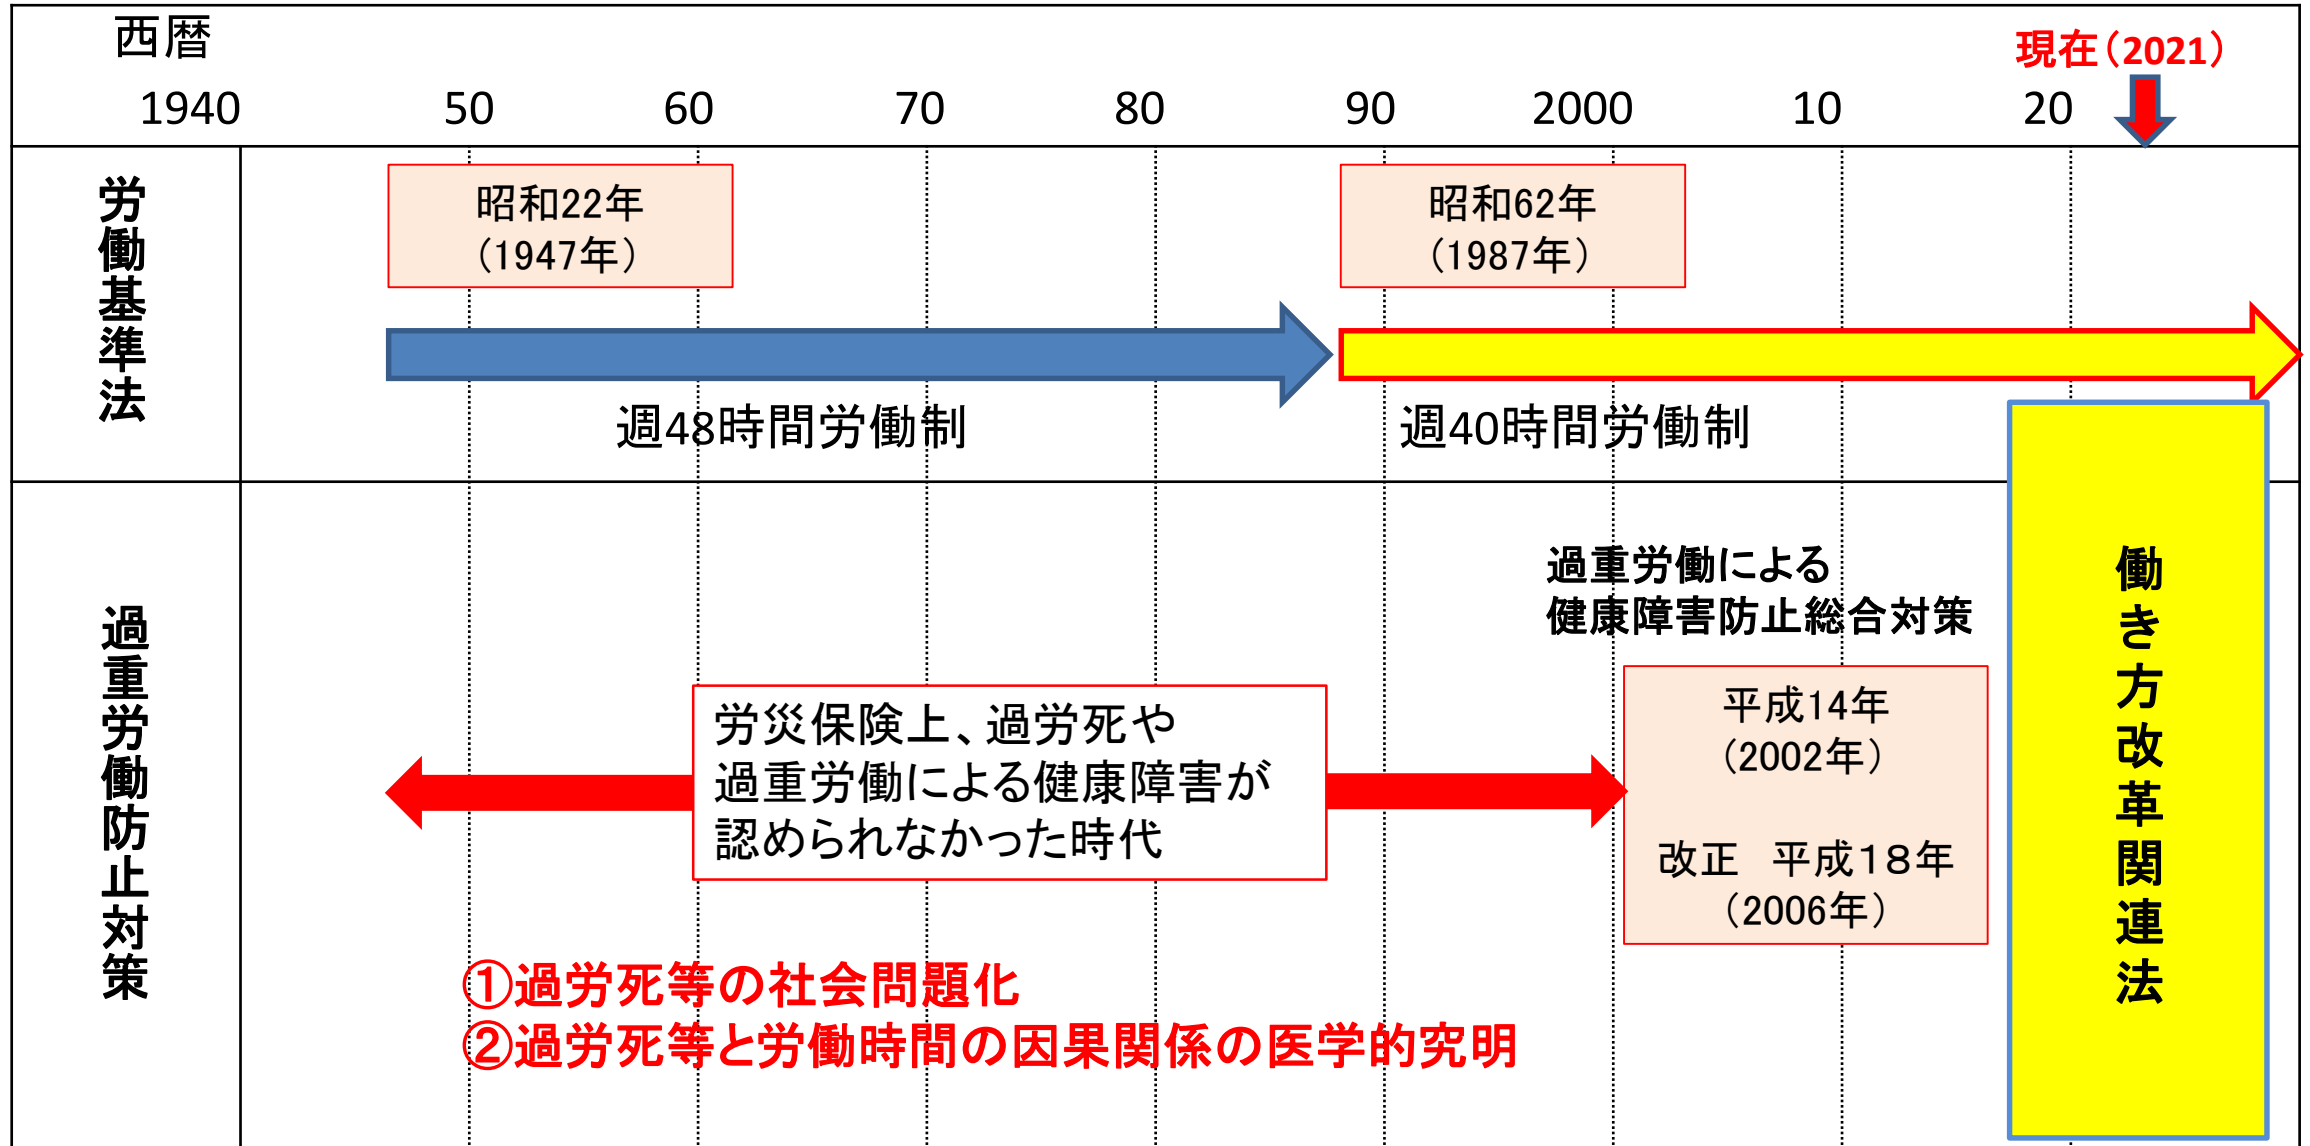 西暦
現在（2021）
1940 50 60 70 80 90 2000 10 20
労働基準法
昭和22年
（1947年）
昭和62年
（1987年）
週48時間労働制
週40時間労働制
過重労働防止対策
過重労働による
健康障害防止総合対策
労災保険上、過労死や
過重労働による健康障害が
認められなかった時代
平成14年
（2002年）
改正　平成１８年
（2006年）
働き方改革関連法
①過労死等の社会問題化
②過労死等と労働時間の因果関係の医学的究明